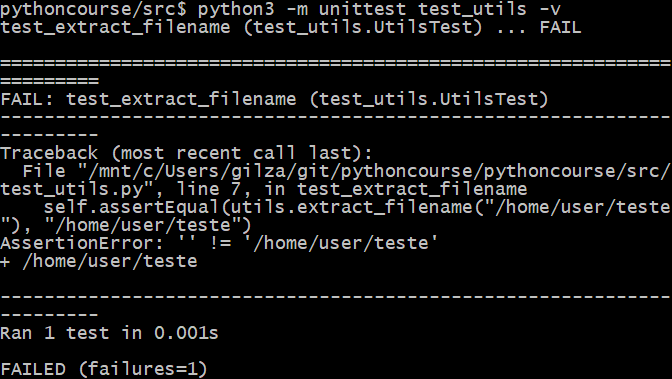 pythoncourse/src$ python3 -m unittest test_utils -v
test_extract_filename (test_utils.UtilsTest) ... FAIL
=============================================================
=========
FAIL: test_extract_filename (test_utils.UtilsTest)
-------------------------------------------------------------
---------
Traceback (most recent call last):
  File "/mnt/c/Users/gilza/git/pythoncourse/pythoncourse/src/
test_utils.py", line 7, in test_extract_filename
    self.assertEqual(utils.extract_filename("/home/user/teste
"), "/home/user/teste")
AssertionError: '' != '/home/user/teste'
+ /home/user/teste
-------------------------------------------------------------
---------
Ran 1 test in 0.001s
FAILED (failures=1)